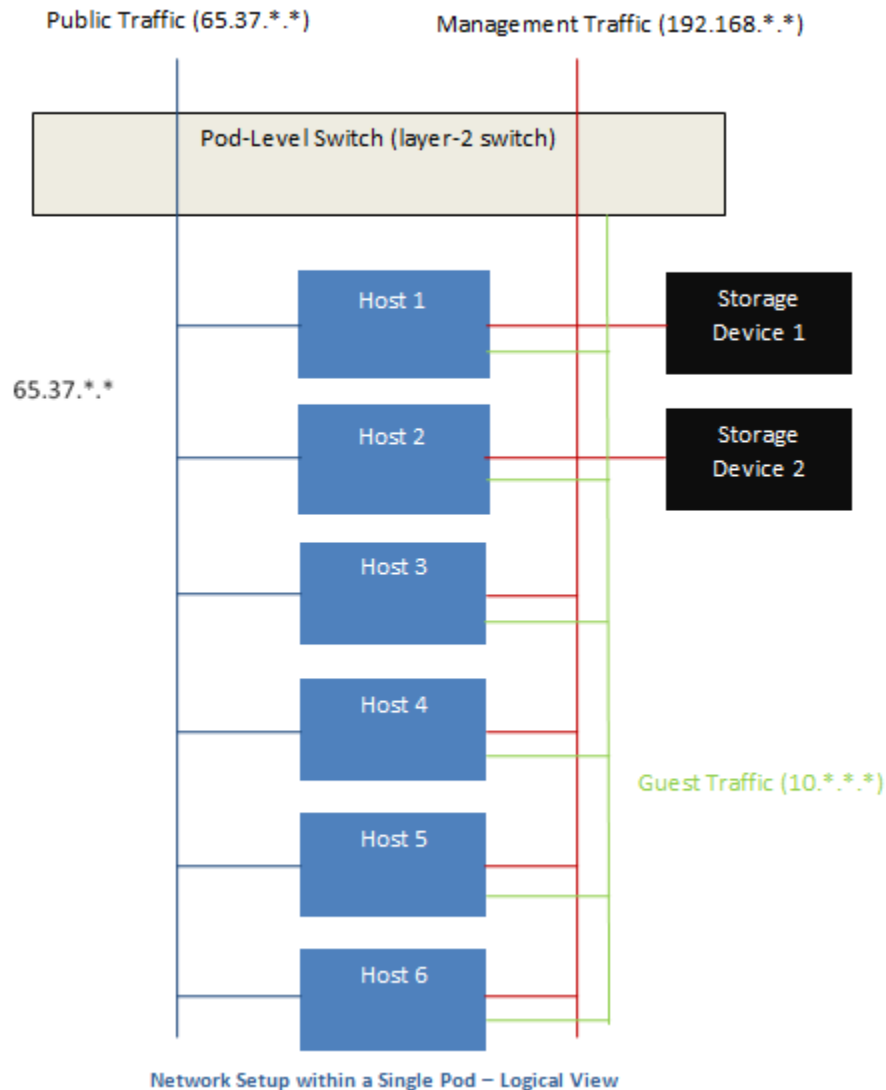 Public Traffic (65.37.*.*)
Management Traffic (192.168.*.*)
Pod-Level Switch (layer-2 switch)
Host 1
Storage
Device 1
65.37.*.*
Host 2
Storage
Device 2
Host 3
Host 4
Guest Traffic (10.*.*.*)
Host 5
Host 6
Network Setup within a Single Pod – Logical View